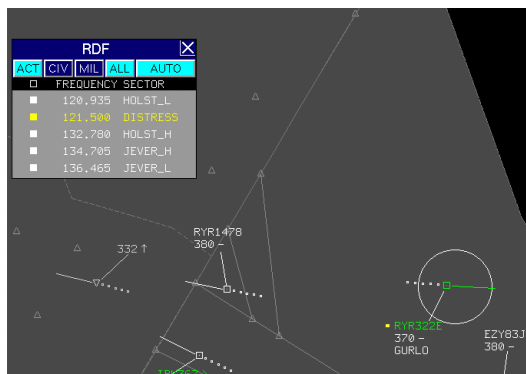 RDF
ACT CIV MIL ALL AUTO
FREQUENCY SECTOR
120.935 HOLST_L
121.500 DISTRESS
132.780 HOLST_H
134.705 JEVER_H
136.465 JEVER_L
RYR1478
380 -
332↑
RYR322E
370 -
GURLO
EZY83J
380 -